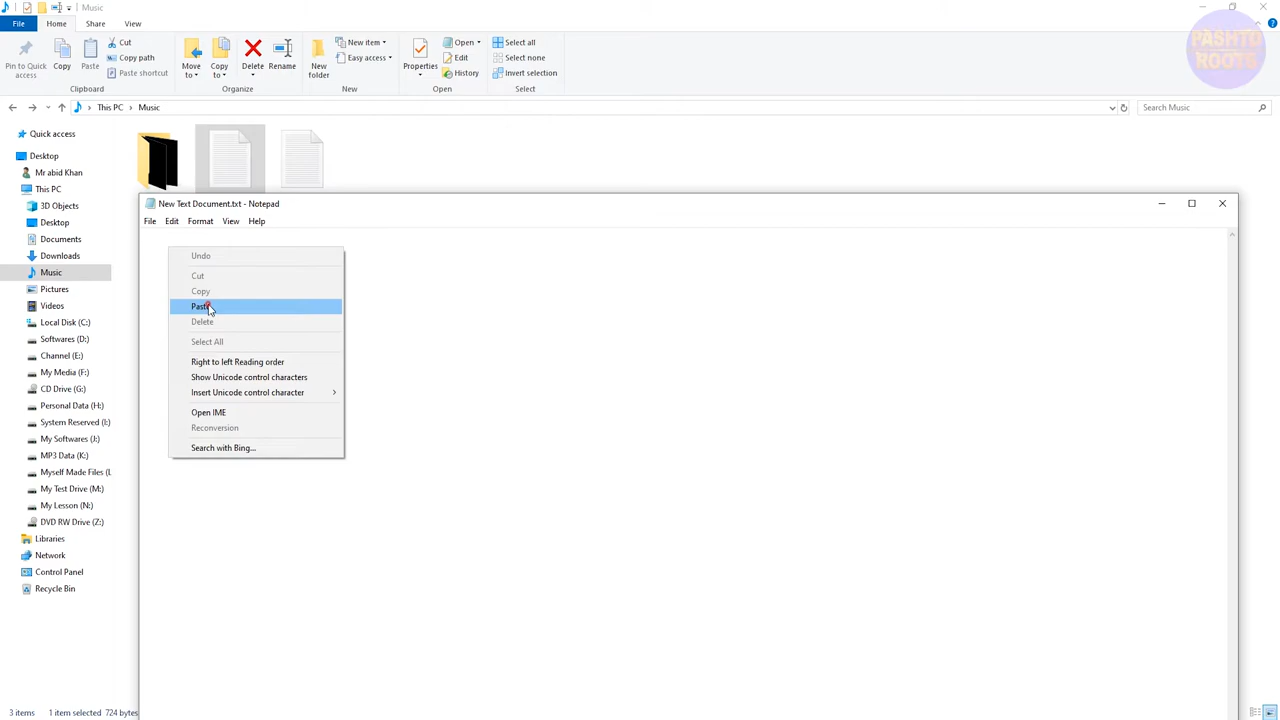 Music
File
Home
Share
View
Pin to Quick access
Copy
Paste
Cut
Copy path
Paste shortcut
Clipboard
Move to
Copy to
Delete
Rename
Organize
New folder
New item
Easy access
New
Properties
Open
Edit
History
Open
Select all
Select none
Invert selection
Select
PASHTO
ROOTS
This PC
Music
Search Music
Quick access
Desktop
Mr abid Khan
This PC
3D Objects
Desktop
Documents
Downloads
Music
Pictures
Videos
Local Disk (C:)
Softwares (D:)
Channel (E:)
My Media (F:)
CD Drive (G:)
Personal Data (H:)
System Reserved (I:)
My Softwares (J:)
MP3 Data (K:)
Myself Made Files (L
My Test Drive (M:)
My Lesson (N:)
DVD RW Drive (Z:)
Libraries
Network
Control Panel
Recycle Bin
New Text Document.txt - Notepad
File Edit Format View Help
Undo
Cut
Copy
Paste
Delete
Select All
Right to left Reading order
Show Unicode control characters
Insert Unicode control character
Open IME
Reconversion
Search with Bing...
3 items 1 item selected 724 bytes